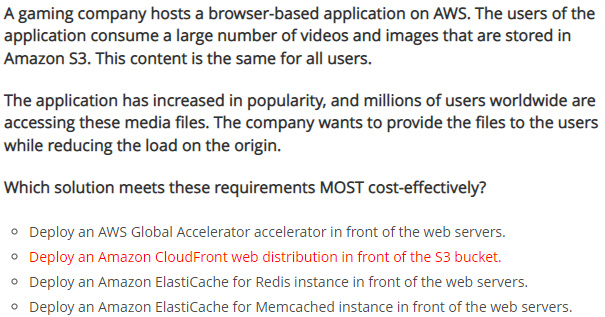 A gaming company hosts a browser-based application on AWS. The users of the
application consume a large number of videos and images that are stored in
Amazon S3. This content is the same for all users.
The application has increased in popularity, and millions of users worldwide are
accessing these media files. The company wants to provide the files to the users
while reducing the load on the origin.
Which solution meets these requirements MOST cost-effectively?
Deploy an AWS Global Accelerator accelerator in front of the web servers.
Deploy an Amazon CloudFront web distribution in front of the S3 bucket.
Deploy an Amazon ElastiCache for Redis instance in front of the web servers.
Deploy an Amazon ElastiCache for Memcached instance in front of the web servers.